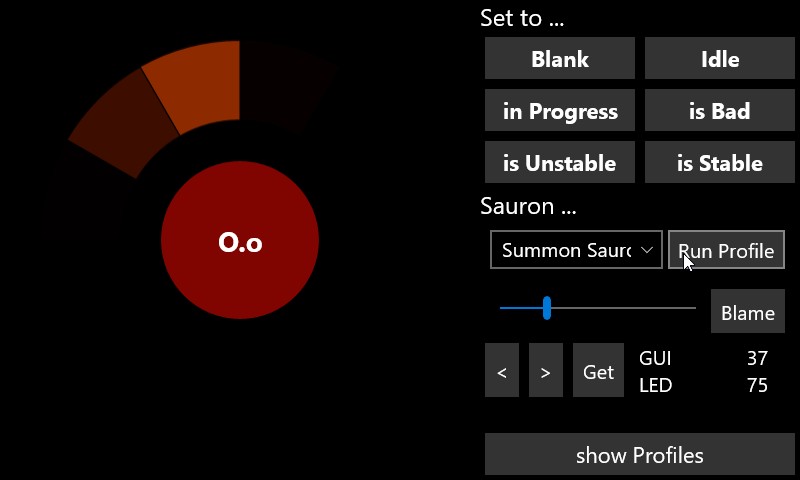 Set to ...
Blank
Idle
in Progress
is Bad
is Unstable
is Stable
O.o
Sauron ...
Summon Saurc
Run Profile
Blame
< > Get
GUI 37
LED 75
show Profiles